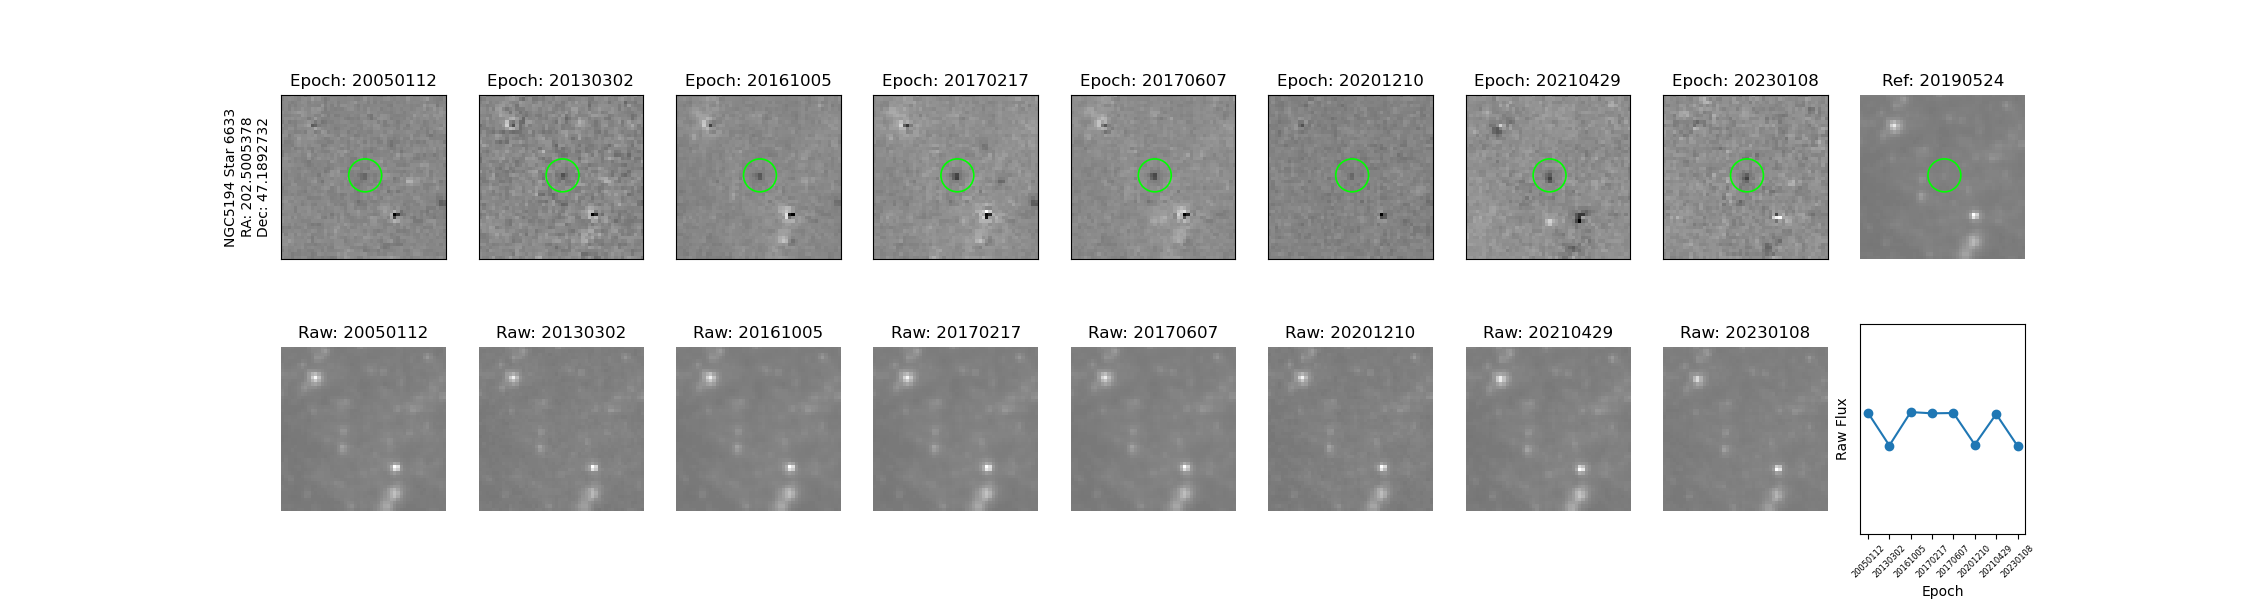 NGC5194 Star 6633
RA: 202.5005378
Dec: 47.1892732
Epoch: 20050112
Epoch: 20130302
Epoch: 20161005
Epoch: 20170217
Epoch: 20170607
Epoch: 20201210
Epoch: 20210429
Epoch: 20230108
Ref: 20190524
Raw: 20050112
Raw: 20130302
Raw: 20161005
Raw: 20170217
Raw: 20170607
Raw: 20201210
Raw: 20210429
Raw: 20230108
Raw Flux
20050112
20130302
20161005
20170217
20170607
20201210
20210429
20230108
Epoch